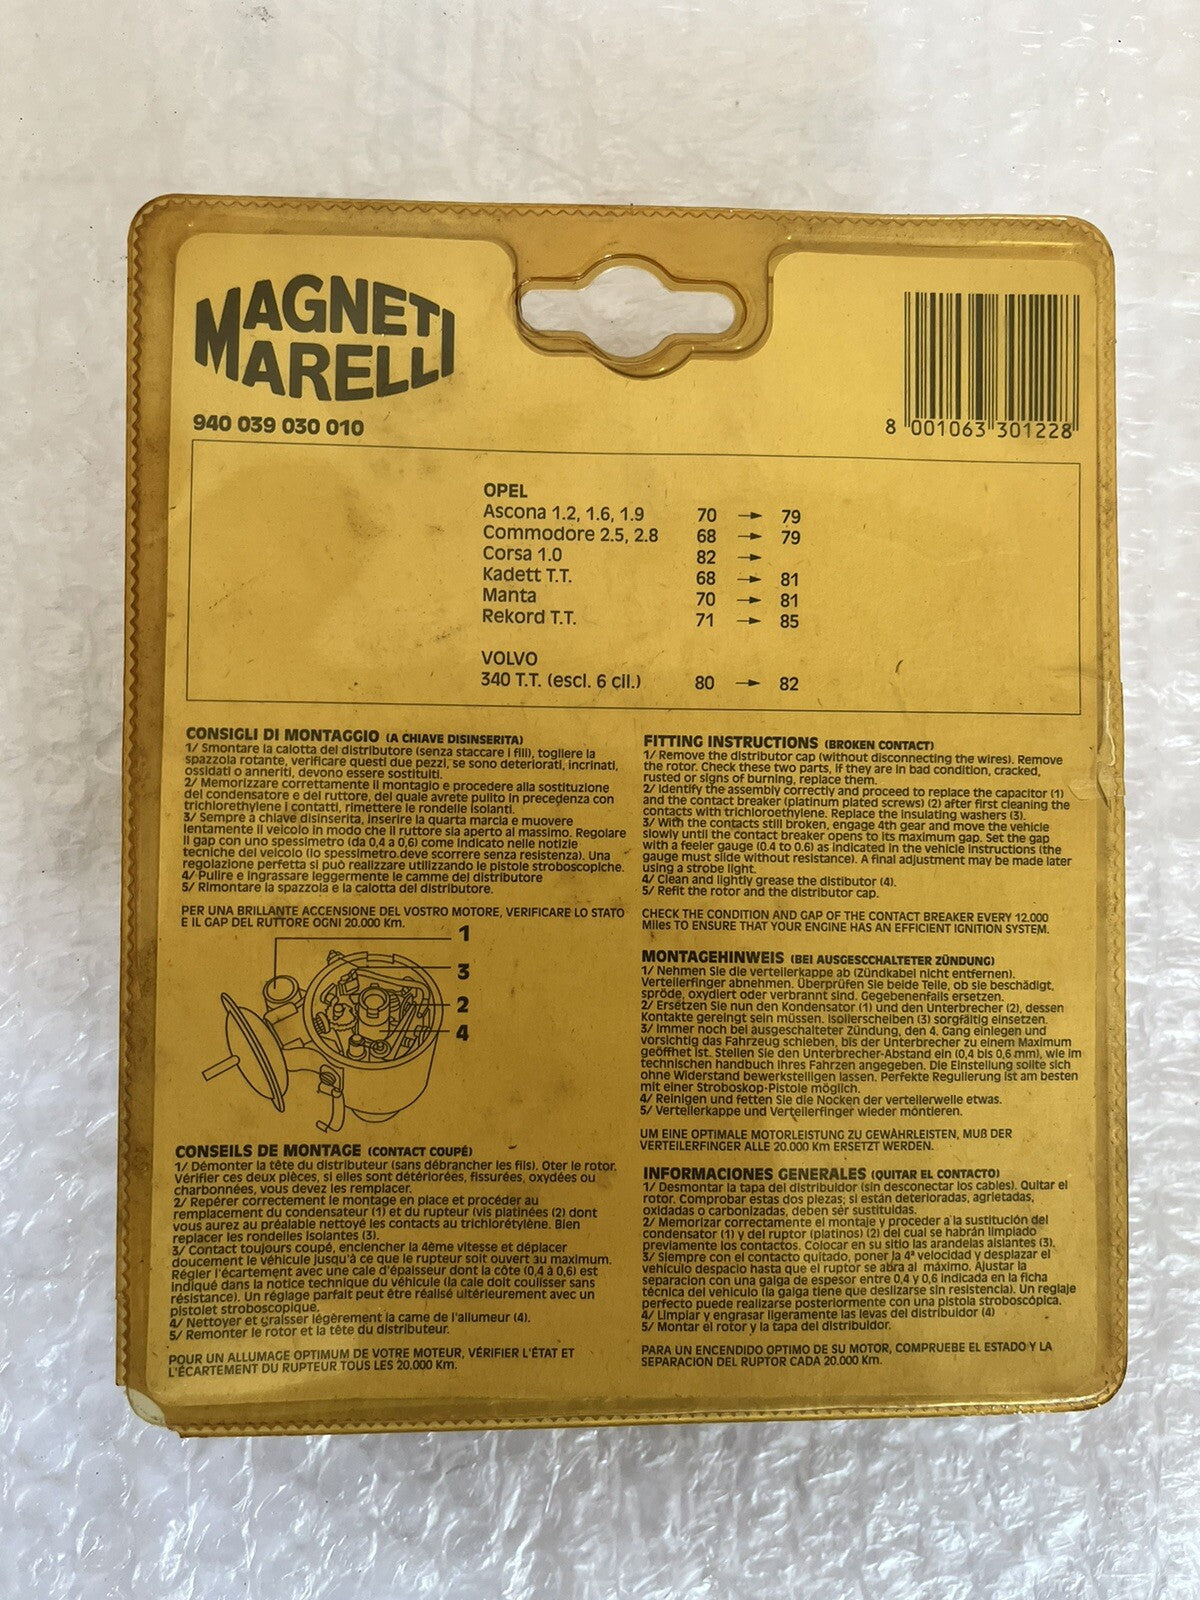 MAGNETI
MARELLI
940 039 030 010
8 001063 301228
OPEL
Ascona 1.2, 1.6, 1.9 70 → 79
Commodore 2.5, 2.8 68 → 79
Corsa 1.0 82 →
Kadett T.T. 68 → 81
Manta 70 → 81
Rekord T.T. 71 → 85
VOLVO
340 T.T. (escl. 6 cil.) 80 → 82
CONSIGLI DI MONTAGGIO (A CHIAVE DISINSERITA)
1/ Smontare la calotta del distributore (senza staccare i fili), togliere la
spazzola rotante, verificare questi due pezzi, se sono deteriorati, incrinati,
ossidati o anneriti, devono essere sostituiti.
2/ Memorizzare correttamente il montagio e procedere alla sostituzione
del condensatore e del ruttore, del quale avrete pulito in precedenza con
trichlorethylene i contatti, rimettere le rondelle isolanti.
3/ Sempre a chiave disinserita, inserire la quarta marcia e muovere
lentamente il veicolo in modo che il ruttore sia aperto al massimo. Regolare
il gap con uno spessimetro (da 0,4 a 0,6) come indicato nelle notizie
tecniche del veicolo (lo spessimetro.deve scorrere senza resistenza). Una
regolazione perfetta si può realizzare utilizzando le pistole stroboscopiche.
4/ Pulire e ingrassare leggermente le camme del distributore
5/ Rimontare la spazzola e la calotta del distributore.
PER UNA BRILLANTE ACCENSIONE DEL VOSTRO MOTORE, VERIFICARE LO STATO
E IL GAP DEL RUTTORE OGNI 20.000 Km.
1
3
2
4
CONSEILS DE MONTAGE (CONTACT COUPÉ)
1/ Démonter la tête du distributeur (sans débrancher les fils). Oter le rotor.
Vérifier ces deux pièces, si elles sont détériorées, fissurées, oxydées ou
charbonnées, vous devez les remplacer.
2/ Repérer correctement le montage en place et procéder au
remplacement du condensateur (1) et du rupteur (vis platinées (2) dont
vous aurez au préalable nettoyé les contacts au trichlorétylène. Bien
replacer les rondelles isolantes (3).
3/ Contact toujours coupé, enclencher la 4ème vitesse et déplacer
doucement le véhicule jusqu'à ce que le rupteur soit ouvert au maximum.
Régler l'écartement avec une cale d'épaisseur dont la côte (0,4 à 0,6) est
indiqué dans la notice technique du véhicule (la cale doit coulisser sans
résistance). Un réglage parfait peut être réalisé ultérieurement avec un
pistolet stroboscopique.
4/ Nettoyer et graisser légèrement la came de l'allumeur (4).
5/ Remonter le rotor et la tête du distributeur.
POUR UN ALLUMAGE OPTIMUM DE VOTRE MOTEUR, VÉRIFIER L'ÉTAT ET
L'ÉCARTEMENT DU RUPTEUR TOUS LES 20.000 Km.
FITTING INSTRUCTIONS (BROKEN CONTACT)
1/ Remove the distributor cap (without disconnecting the wires). Remove
the rotor. Check these two parts, if they are in bad condition, cracked,
rusted or signs of burning, replace them.
2/ Identify the assembly correctly and proceed to replace the capacitor (1)
and the contact breaker (platinum plated screws) (2) after first cleaning the
contacts with trichloroethylene. Replace the insulating washers (3).
3/ With the contacts still broken, engage 4th gear and move the vehicle
slowly until the contact breaker opens to its maximum gap. Set the gap
with a feeler gauge (0.4 to 0.6) as indicated in the vehicle instructions (the
gauge must slide without resistance). A final adjustment may be made later
using a strobe light.
4/ Clean and lightly grease the distibutor (4).
5/ Refit the rotor and the distributor cap.
CHECK THE CONDITION AND GAP OF THE CONTACT BREAKER EVERY 12.000
Miles TO ENSURE THAT YOUR ENGINE HAS AN EFFICIENT IGNITION SYSTEM.
MONTAGEHINWEIS (BEI AUSGESCCHALTETER ZÜNDUNG)
1/ Nehmen Sie die verteilerkappe ab (Zündkabel nicht entfernen).
Verteilerfinger abnehmen. Überprüfen Sie beide Teile, ob sie beschädigt,
spröde, oxydiert oder verbrannt sind. Gegebenenfalls ersetzen.
2/ Ersetzen Sie nun den Kondensator (1) und den Unterbrecher (2), dessen
Kontakte gereingt sein müssen. Isolierscheiben (3) sorgfältig einsetzen.
3/ Immer noch bei ausgeschalteter Zündung, den 4. Gang einlegen und
vorsichtig das Fahrzeug schieben, bis der Unterbrecher zu einem Maximum
geöffnet ist. Stellen Sie den Unterbrecher-Abstand ein (0,4 bis 0,6 mm), wie im
technischen handbuch ihres Fahrzen angegeben. Die Einstellung sollte sich
ohne Widerstand bewerkstelligen lassen. Perfekte Regulierung ist am besten
mit einer Stroboskop-Pistole möglich.
4/ Reinigen und fetten Sie die Nocken der verteilerwelle etwas.
5/ Verteilerkappe und Verteilerfinger wieder möntieren.
UM EINE OPTIMALE MOTORLEISTUNG ZU GEWÄHRLEISTEN, MUß DER
VERTEILERFINGER ALLE 20.000 Km ERSETZT WERDEN.
INFORMACIONES GENERALES (QUITAR EL CONTACTO)
1/ Desmontar la tapa del distribuidor (sin desconectar los cables). Quitar el
rotor. Comprobar estas dos piezas; si están deterioradas, agrietadas,
oxidadas o carbonizadas, deben sér sustituidas.
2/ Memorizar correctamente el montaje y proceder a la sustitución del
condensator (1) y del ruptor (platinos) (2) del cual se habrán limpiado
previamente los contactos. Colocar en su sitio las arandelas aislantes (3).
3/ Siempre con el contacto quitado, poner la 4ª velocidad y desplazar el
vehículo despacio hasta que el ruptor se abra al máximo. Ajustar la
separacion con una galga de espesor entre 0,4 y 0,6 indicada en la ficha
técnica del vehiculo (la galga tiene que deslizarse sin resistencia). Un reglaje
perfecto puede realizarse posteriormente con una pistola stroboscópica.
4/ Limpiar y engrasar ligeramente las levas del distribuidor (4)
5/ Montar el rotor y la tapa del distribuidor.
PARA UN ENCENDIDO OPTIMO DE SU MOTOR, COMPRUEBE EL ESTADO Y LA
SEPARACION DEL RUPTOR CADA 20.000 Km.